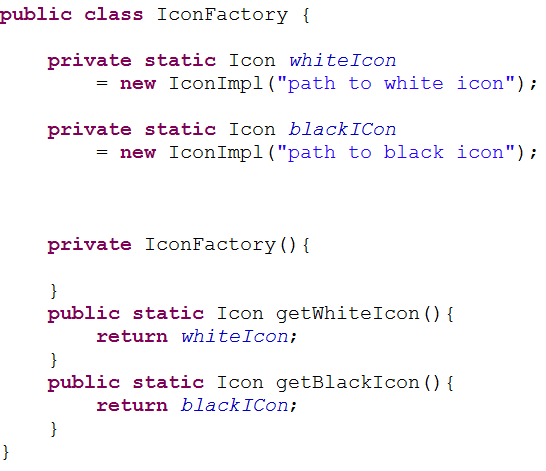 public class IconFactory {
private static Icon whiteIcon
= new IconImpl("path to white icon");
private static Icon blackICon
= new IconImpl("path to black icon");
private IconFactory(){
}
public static Icon getWhiteIcon(){
return whiteIcon;
}
public static Icon getBlackIcon(){
return blackICon;
}
}